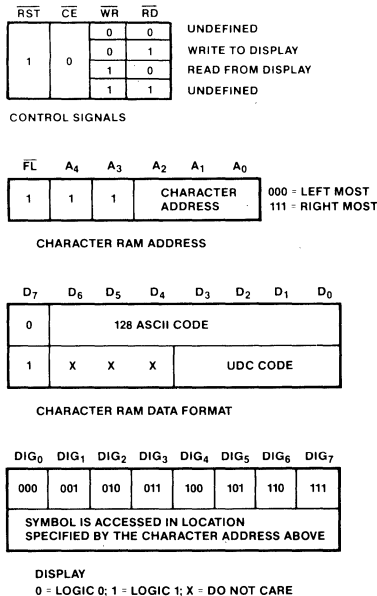 RST CE WR RD
0 0 UNDEFINED
1 0 0 1 WRITE TO DISPLAY
1 0 READ FROM DISPLAY
1 1 UNDEFINED
CONTROL SIGNALS
FL A4 A3 A2 A1 A0
1 1 1 CHARACTER ADDRESS 000 = LEFT MOST
111 = RIGHT MOST
CHARACTER RAM ADDRESS
D7 D6 D5 D4 D3 D2 D1 D0
0 128 ASCII CODE
1 X X X UDC CODE
CHARACTER RAM DATA FORMAT
DIG0 DIG1 DIG2 DIG3 DIG4 DIG5 DIG6 DIG7
000 001 010 011 100 101 110 111
SYMBOL IS ACCESSED IN LOCATION
SPECIFIED BY THE CHARACTER ADDRESS ABOVE
DISPLAY
0 = LOGIC 0; 1 = LOGIC 1; X = DO NOT CARE